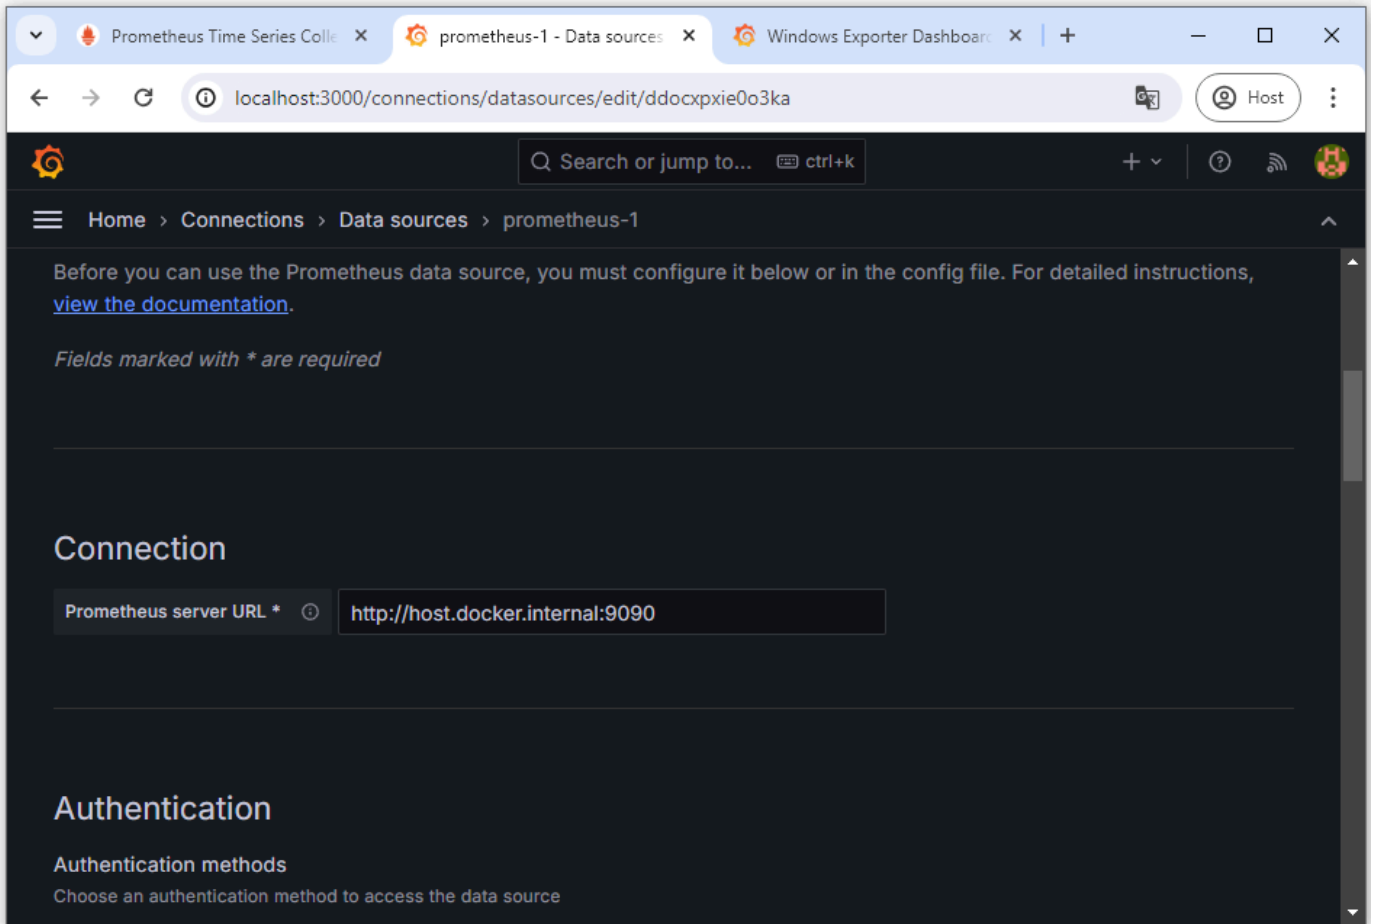 Prometheus Time Series Colle
prometheus-1 - Data sources
Windows Exporter Dashboard
localhost:3000/connections/datasources/edit/ddocxpxie0o3ka
Host
Search or jump to... ctrl+k
Home › Connections › Data sources › prometheus-1
Before you can use the Prometheus data source, you must configure it below or in the config file. For detailed instructions,
view the documentation.
Fields marked with * are required
Connection
Prometheus server URL * http://host.docker.internal:9090
Authentication
Authentication methods
Choose an authentication method to access the data source